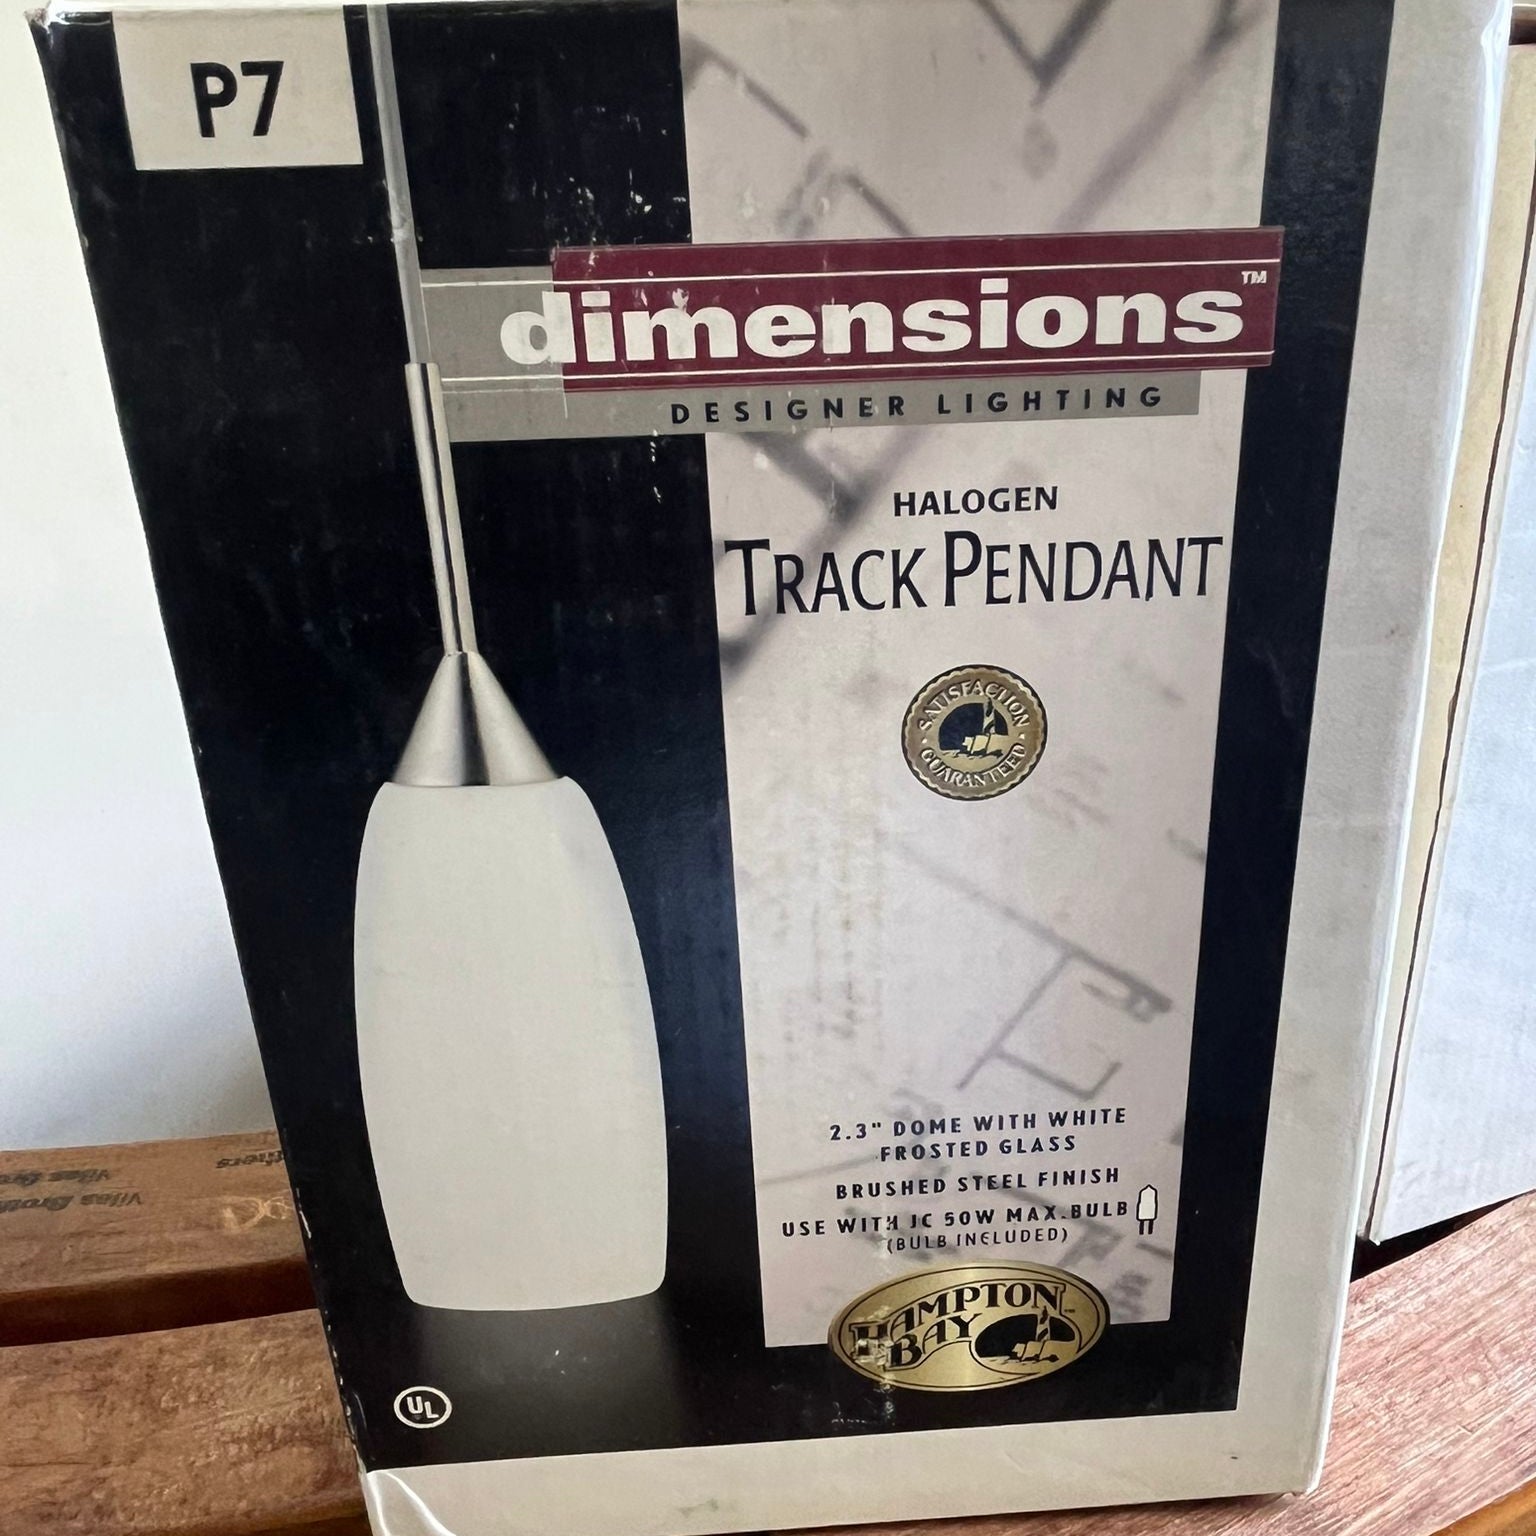 P7
dimensions™
DESIGNER LIGHTING
HALOGEN
TRACK PENDANT
SATISFACTION
GUARANTEED
2.3" DOME WITH WHITE
FROSTED GLASS
BRUSHED STEEL FINISH
USE WITH JC 50W MAX.BULB
(BULB INCLUDED)
HAMPTON
BAY™
UL